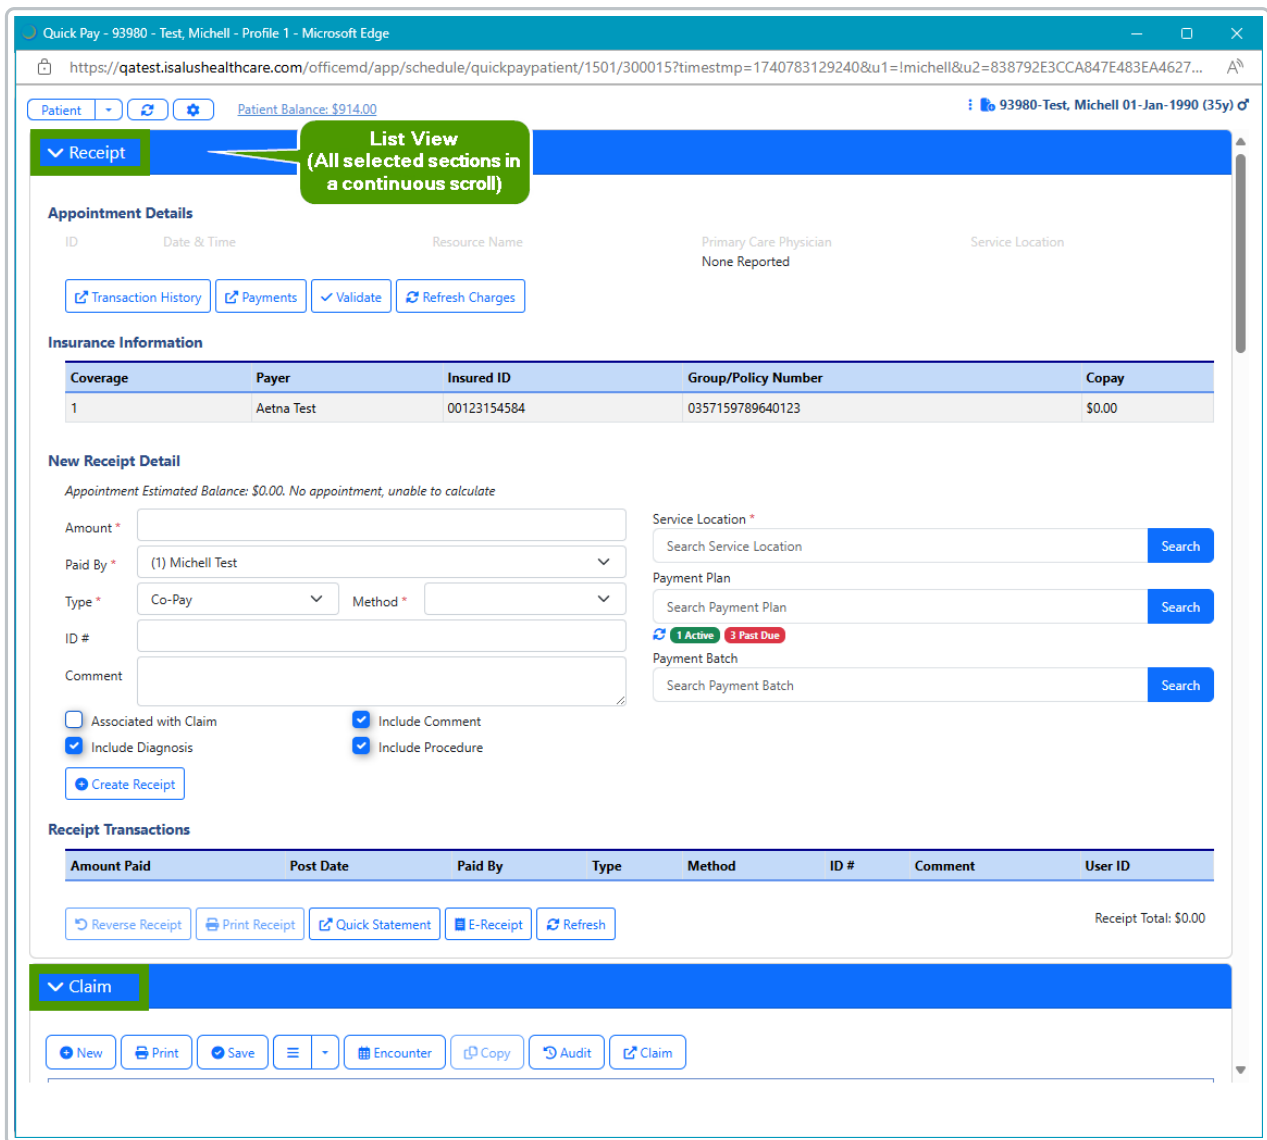 Quick Pay - 93980 - Test, Michell - Profile 1 - Microsoft Edge
https://qatest.isalushealthcare.com/officemd/app/schedule/quickpaypatient/1501/300015?timestmp=1740783129240&u1=!michell&u2=838792E3CCA847E483EA4627...
Patient Patient Balance: $914.00 93980-Test, Michell 01-Jan-1990 (35y)
Receipt
List View
(All selected sections in
a continuous scroll)
Appointment Details
ID Date & Time Resource Name Primary Care Physician Service Location
None Reported
Transaction History Payments Validate Refresh Charges
Insurance Information
Coverage Payer Insured ID Group/Policy Number Copay
1 Aetna Test 00123154584 0357159789640123 $0.00
New Receipt Detail
Appointment Estimated Balance: $0.00. No appointment, unable to calculate
Amount *
Service Location *
Search Service Location Search
Paid By * (1) Michell Test
Payment Plan
Type * Co-Pay Method *
Search Payment Plan Search
ID #
1 Active 3 Past Due
Payment Batch
Comment
Search Payment Batch Search
Associated with Claim Include Comment
Include Diagnosis Include Procedure
Create Receipt
Receipt Transactions
Amount Paid Post Date Paid By Type Method ID # Comment User ID
Reverse Receipt Print Receipt Quick Statement E-Receipt Refresh Receipt Total: $0.00
Claim
New Print Save Encounter Copy Audit Claim